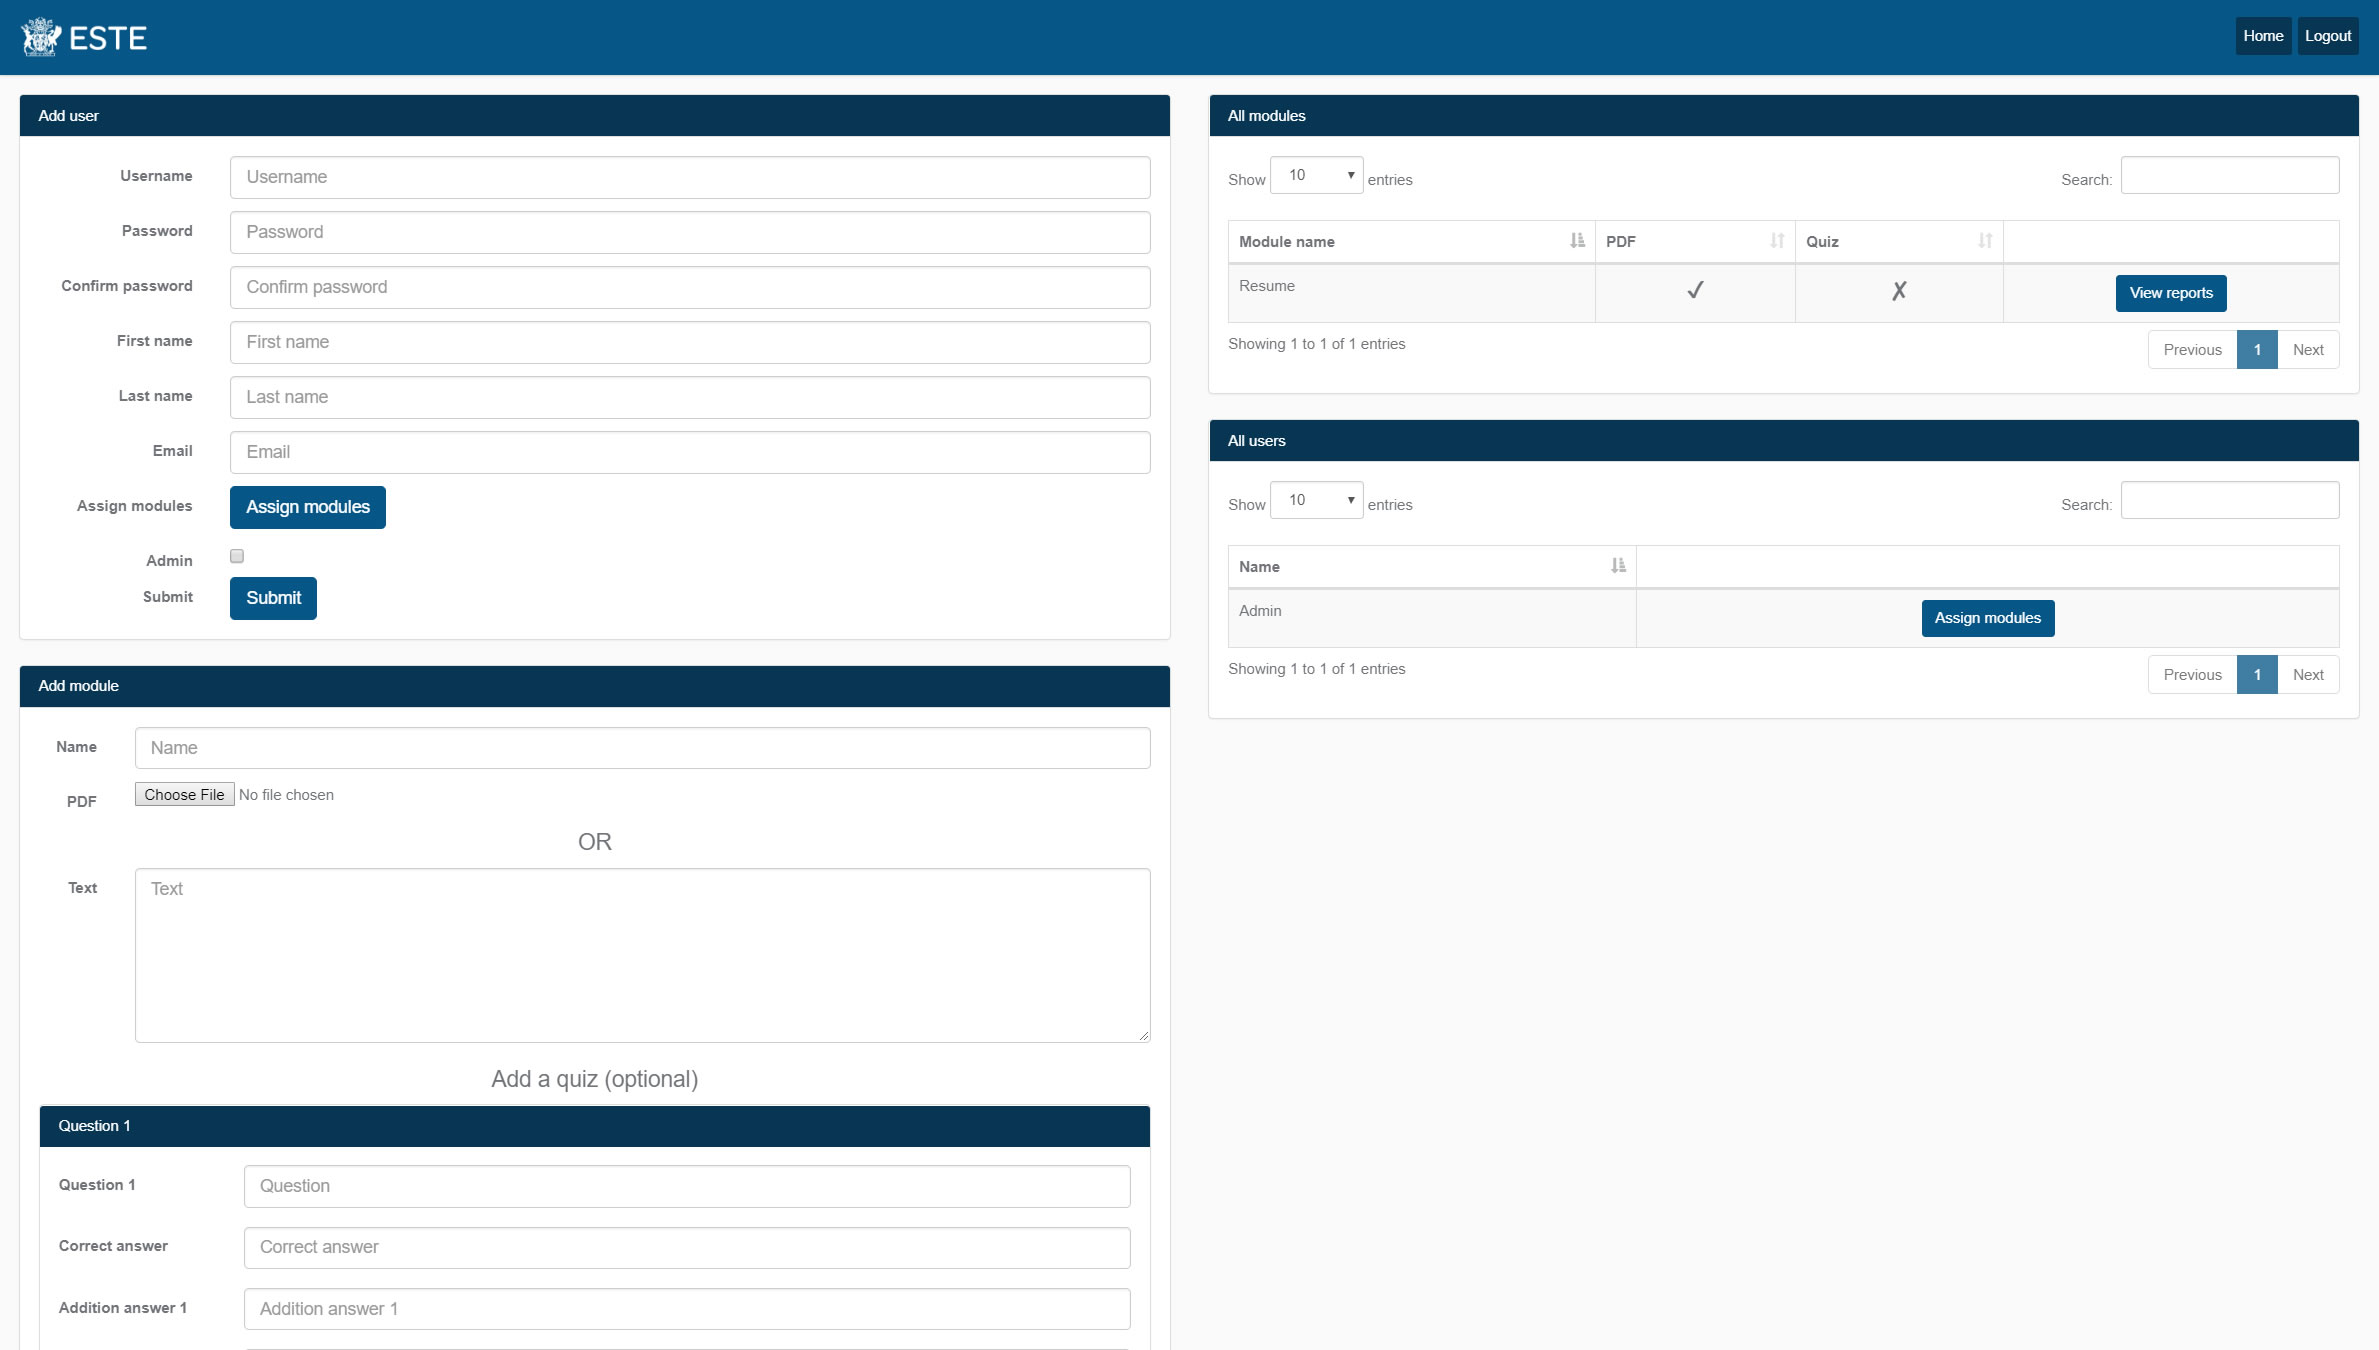 ESTE
Home Logout
Add user
Username Username
Password Password
Confirm password Confirm password
First name First name
Last name Last name
Email Email
Assign modules Assign modules
Admin
Submit Submit
Add module
Name Name
PDF Choose File No file chosen
OR
Text Text
Add a quiz (optional)
Question 1
Question 1 Question
Correct answer Correct answer
Addition answer 1 Addition answer 1
All modules
Show 10 entries Search:
Module name PDF Quiz
Resume ✓ ✗ View reports
Showing 1 to 1 of 1 entries Previous 1 Next
All users
Show 10 entries Search:
Name
Admin Assign modules
Showing 1 to 1 of 1 entries Previous 1 Next